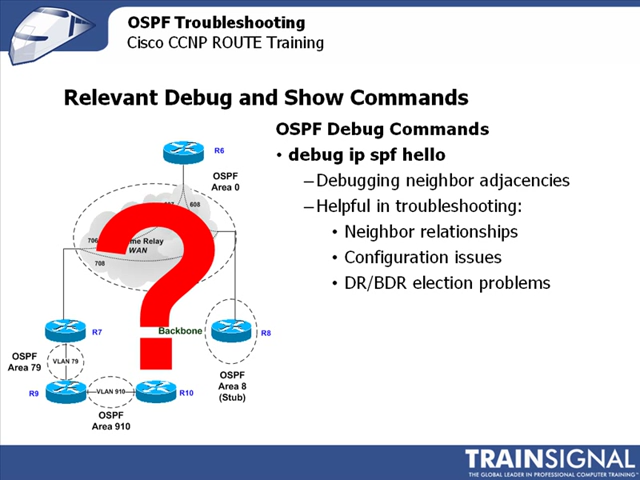 OSPF Troubleshooting
Cisco CCNP ROUTE Training
Relevant Debug and Show Commands
OSPF Debug Commands
• debug ip spf hello
–Debugging neighbor adjacencies
–Helpful in troubleshooting:
• Neighbor relationships
• Configuration issues
• DR/BDR election problems
R6
OSPF
Area 0
608
706
me Relay
WAN
708
R7
Backbone
R8
OSPF
Area 79
VLAN 79
OSPF
Area 8
(Stub)
R9
VLAN 910
R10
OSPF
Area 910
?
TRAINSIGNAL
THE GLOBAL LEADER IN PROFESSIONAL COMPUTER TRAINING